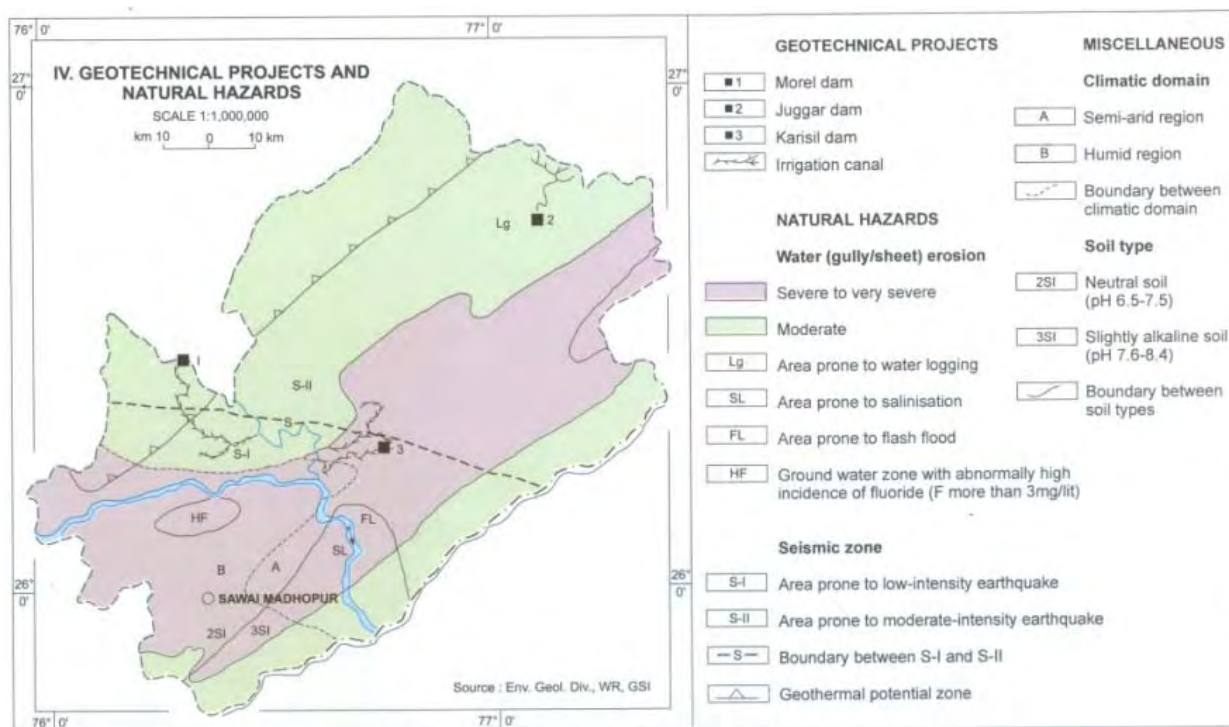 76° 0'
77° 0'
27° 0'
27° 0'
IV. GEOTECHNICAL PROJECTS AND
NATURAL HAZARDS
SCALE 1:1,000,000
km 10 0 10 km
2
Lg
1
S-II
S
S-I
3
HF
FL
SL
B
A
26° 0'
26° 0'
SAWAI MADHOPUR
2SI
3SI
Source : Env. Geol. Div., WR, GSI
76° 0'
77° 0'
GEOTECHNICAL PROJECTS
1 Morel dam
2 Juggar dam
3 Karisil dam
Irrigation canal
NATURAL HAZARDS
Water (gully/sheet) erosion
Severe to very severe
Moderate
Lg Area prone to water logging
SL Area prone to salinisation
FL Area prone to flash flood
HF Ground water zone with abnormally high
incidence of fluoride (F more than 3mg/lit)
Seismic zone
S-I Area prone to low-intensity earthquake
S-II Area prone to moderate-intensity earthquake
S Boundary between S-I and S-II
Geothermal potential zone
MISCELLANEOUS
Climatic domain
A Semi-arid region
B Humid region
Boundary between
climatic domain
Soil type
2SI Neutral soil
(pH 6.5-7.5)
3SI Slightly alkaline soil
(pH 7.6-8.4)
Boundary between
soil types